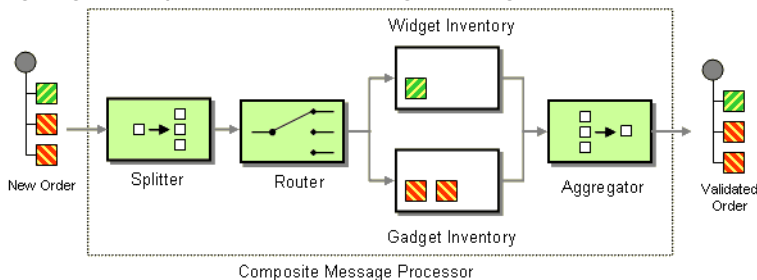 Widget Inventory
New Order
Splitter
Router
Aggregator
Validated
Order
Gadget Inventory
Composite Message Processor